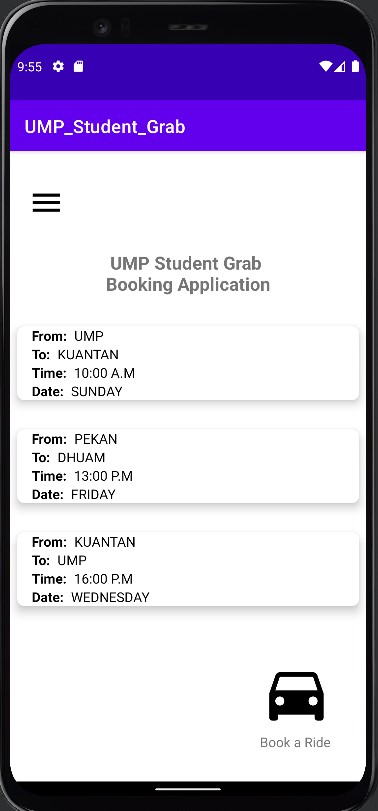 9:55
UMP_Student_Grab
UMP Student Grab
Booking Application
From: UMP
To: KUANTAN
Time: 10:00 A.M
Date: SUNDAY
From: PEKAN
To: DHUAM
Time: 13:00 P.M
Date: FRIDAY
From: KUANTAN
To: UMP
Time: 16:00 P.M
Date: WEDNESDAY
Book a Ride